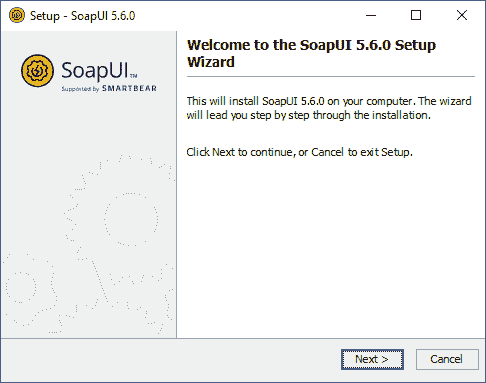 Setup - SoapUI 5.6.0
SoapUI™
Supported by SMARTBEAR
Welcome to the SoapUI 5.6.0 Setup
Wizard
This will install SoapUI 5.6.0 on your computer. The wizard
will lead you step by step through the installation.
Click Next to continue, or Cancel to exit Setup.
Next >
Cancel